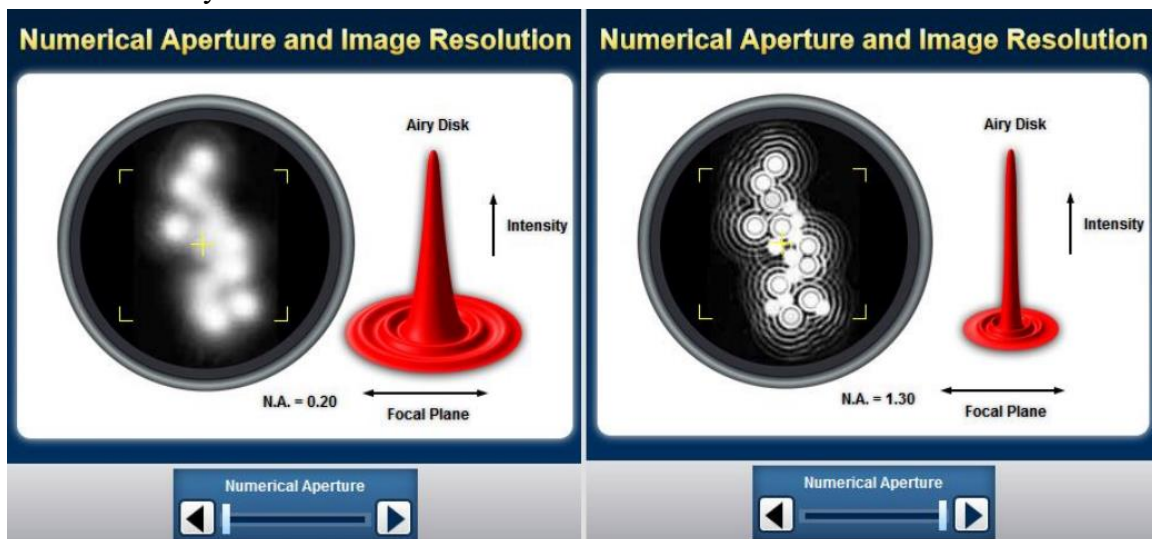 Numerical Aperture and Image Resolution
Airy Disk
Intensity
N.A. = 0.20
Focal Plane
Numerical Aperture
Numerical Aperture and Image Resolution
Airy Disk
Intensity
N.A. = 1.30
Focal Plane
Numerical Aperture